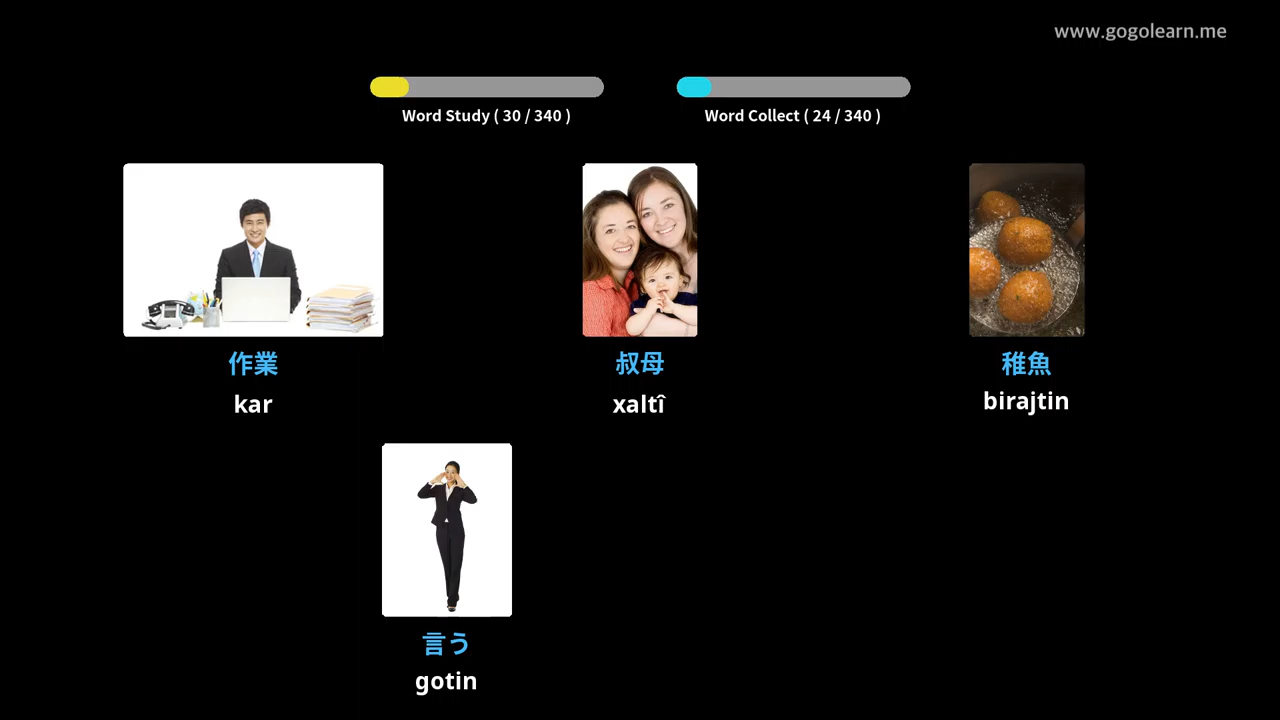 www.gogolearn.me
Word Study ( 30 / 340 )
Word Collect ( 24 / 340 )
作業
kar
叔母
xaltî
稚魚
birajtin
言う
gotin